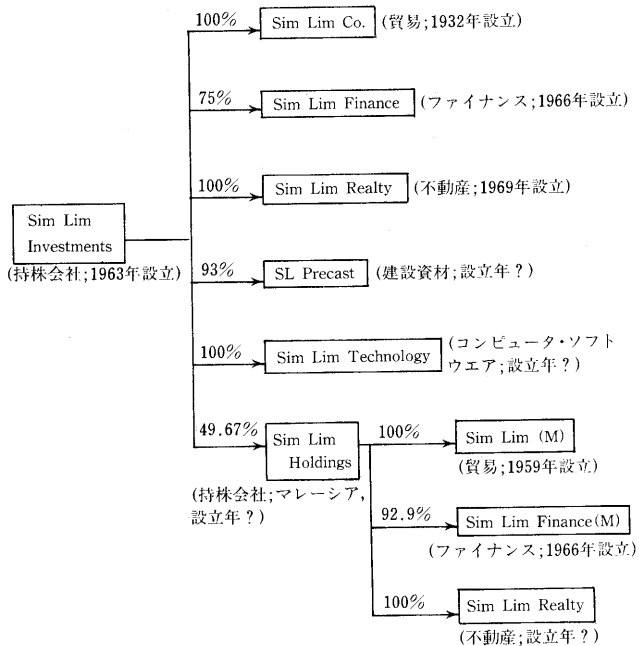 100%
Sim Lim Co.
(貿易;1932年設立)
75%
Sim Lim Finance
(ファイナンス;1966年設立)
100%
Sim Lim Realty
(不動産;1969年設立)
Sim Lim
Investments
(持株会社;1963年設立)
93%
SL Precast
(建設資材;設立年?)
100%
Sim Lim Technology
(コンピュータ・ソフト
ウエア;設立年?)
49.67%
Sim Lim
Holdings
(持株会社;マレーシア,
設立年?)
100%
Sim Lim (M)
(貿易;1959年設立)
92.9%
Sim Lim Finance(M)
(ファイナンス;1966年設立)
100%
Sim Lim Realty
(不動産;設立年?)